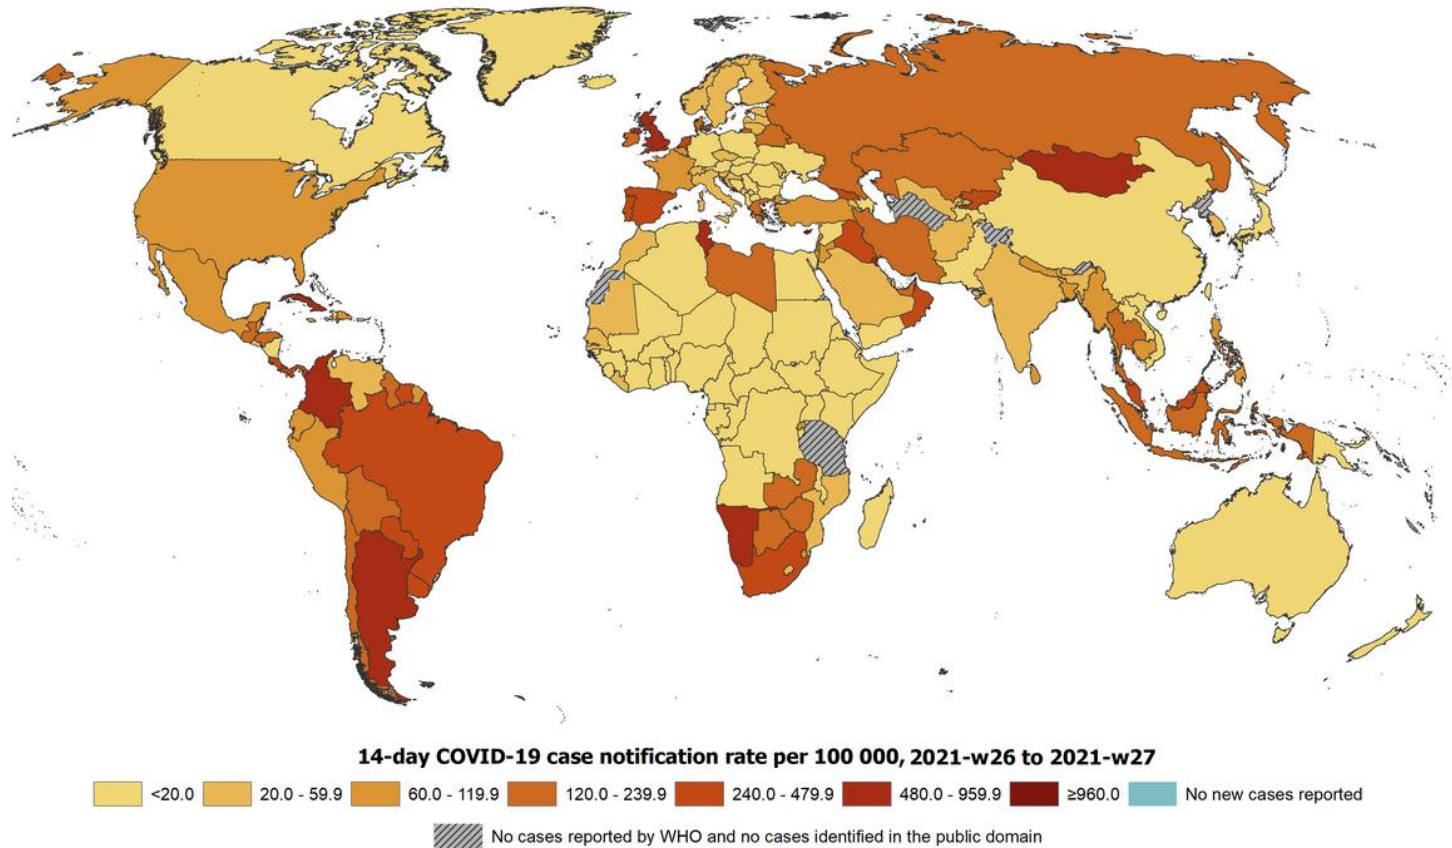 14-day COVID-19 case notification rate per 100 000, 2021-w26 to 2021-w27
<20.0 20.0 - 59.9 60.0 - 119.9 120.0 - 239.9 240.0 - 479.9 480.0 - 959.9 ≥960.0 No new cases reported
No cases reported by WHO and no cases identified in the public domain